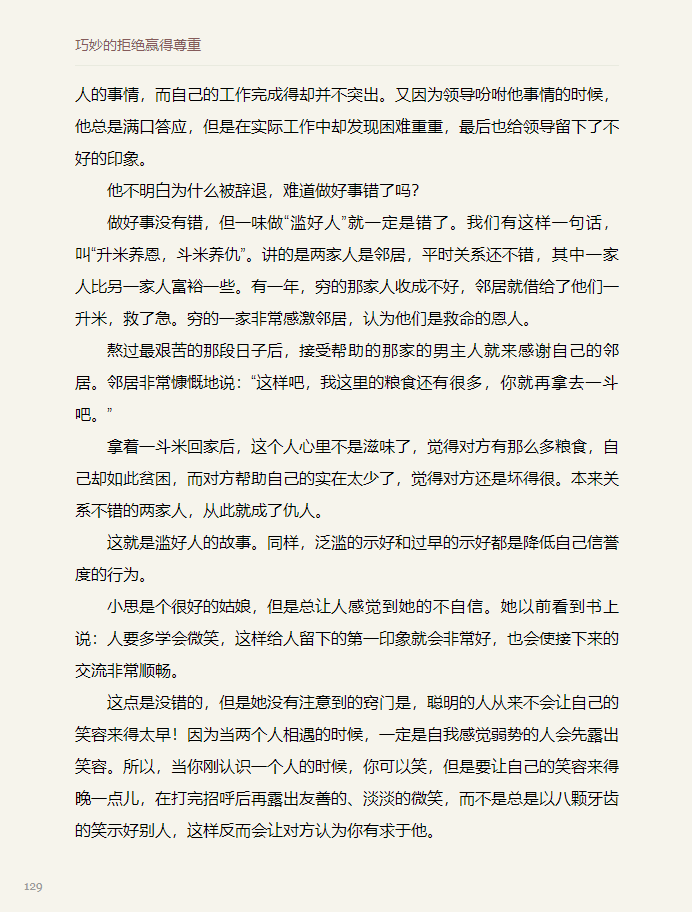 巧妙的拒绝赢得尊重
人的事情，而自己的工作完成得却并不突出。又因为领导吩咐他事情的时候，
他总是满口答应，但是在实际工作中却发现困难重重，最后也给领导留下了不
好的印象。
他不明白为什么被辞退，难道做好事错了吗？
做好事没有错，但一味做“滥好人”就一定是错了。我们有这样一句话，
叫“升米养恩，斗米养仇”。讲的是两家人是邻居，平时关系还不错，其中一家
人比另一家人富裕一些。有一年，穷的那家人收成不好，邻居就借给了他们一
升米，救了急。穷的一家非常感激邻居，认为他们是救命的恩人。
熬过最艰苦的那段日子后，接受帮助的那家的男主人就来感谢自己的邻
居。邻居非常慷慨地说：“这样吧，我这里的粮食还有很多，你就再拿去一斗
吧。”
拿着一斗米回家后，这个人心里不是滋味了，觉得对方有那么多粮食，自
己却如此贫困，而对方帮助自己的实在太少了，觉得对方还是坏得很。本来关
系不错的两家人，从此就成了仇人。
这就是滥好人的故事。同样，泛滥的示好和过早的示好都是降低自己信誉
度的行为。
小思是个很好的姑娘，但是总让人感觉到她的不自信。她以前看到书上
说：人要多学会微笑，这样给人留下的第一印象就会非常好，也会使接下来的
交流非常顺畅。
这点是没错的，但是她没有注意到的窍门是，聪明的人从来不会让自己的
笑容来得太早！因为当两个人相遇的时候，一定是自我感觉弱势的人会先露出
笑容。所以，当你刚认识一个人的时候，你可以笑，但是要让自己的笑容来得
晚一点儿，在打完招呼后再露出友善的、淡淡的微笑，而不是总是以八颗牙齿
的笑示好别人，这样反而会让对方认为你有求于他。
129